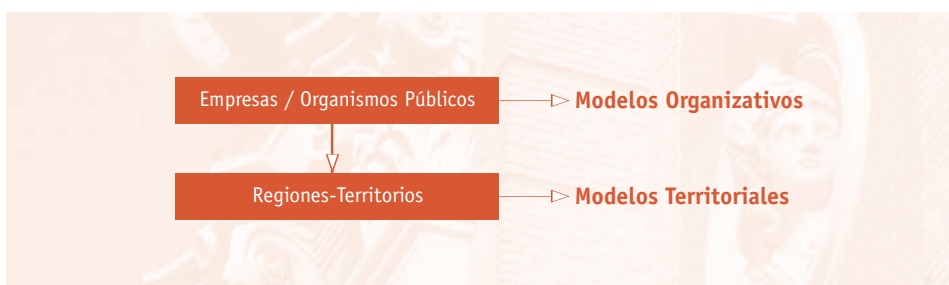 Empresas / Organismos Públicos
Modelos Organizativos
Regiones-Territorios
Modelos Territoriales